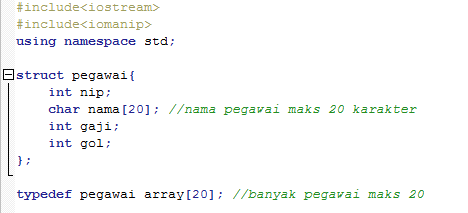 #include<iostream>
#include<iomanip>
using namespace std;
struct pegawai{
int nip;
char nama[20]; //nama pegawai maks 20 karakter
int gaji;
int gol;
};
typedef pegawai array[20]; //banyak pegawai maks 20